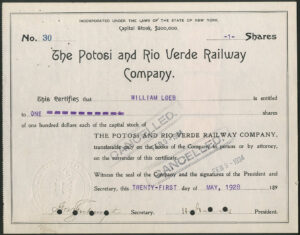 INCORPORATED UNDER THE LAWS OF THE STATE OF NEW YORK.
Capital Stock, $200,000.
No. 30 -1- Shares
The Potosi and Rio Verde Railway
Company.
This Certifies that WILLIAM LOEB is entitled
to ONE shares
of one hundred dollars each of the capital stock of
THE POTOSI AND RIO VERDE RAILWAY COMPANY,
transferable only on the books of the Company in person or by attorney, on
the surrender of this certificate.
Witness the seal of the Company and the signatures of the President and
Secretary, this TWENTY-FIRST day of MAY, 1928 189
Secretary. President.
CANCELLED.
CANCELLED.